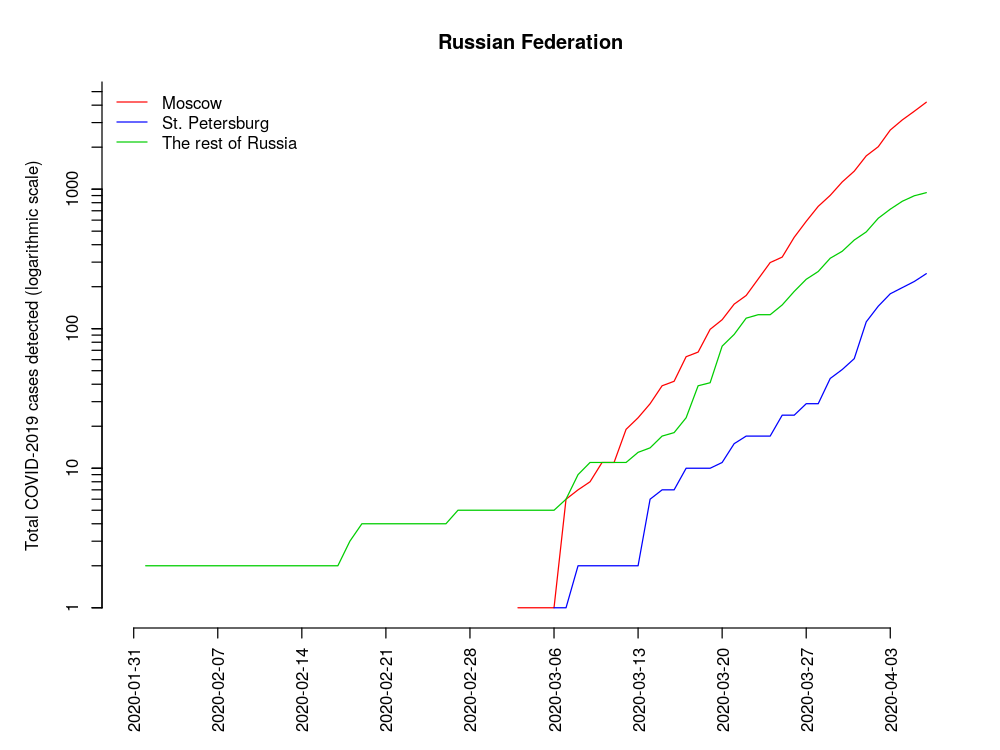 Russian Federation
Moscow
St. Petersburg
The rest of Russia
Total COVID-2019 cases detected (logarithmic scale)
1000
100
10
1
2020-01-31
2020-02-07
2020-02-14
2020-02-21
2020-02-28
2020-03-06
2020-03-13
2020-03-20
2020-03-27
2020-04-03